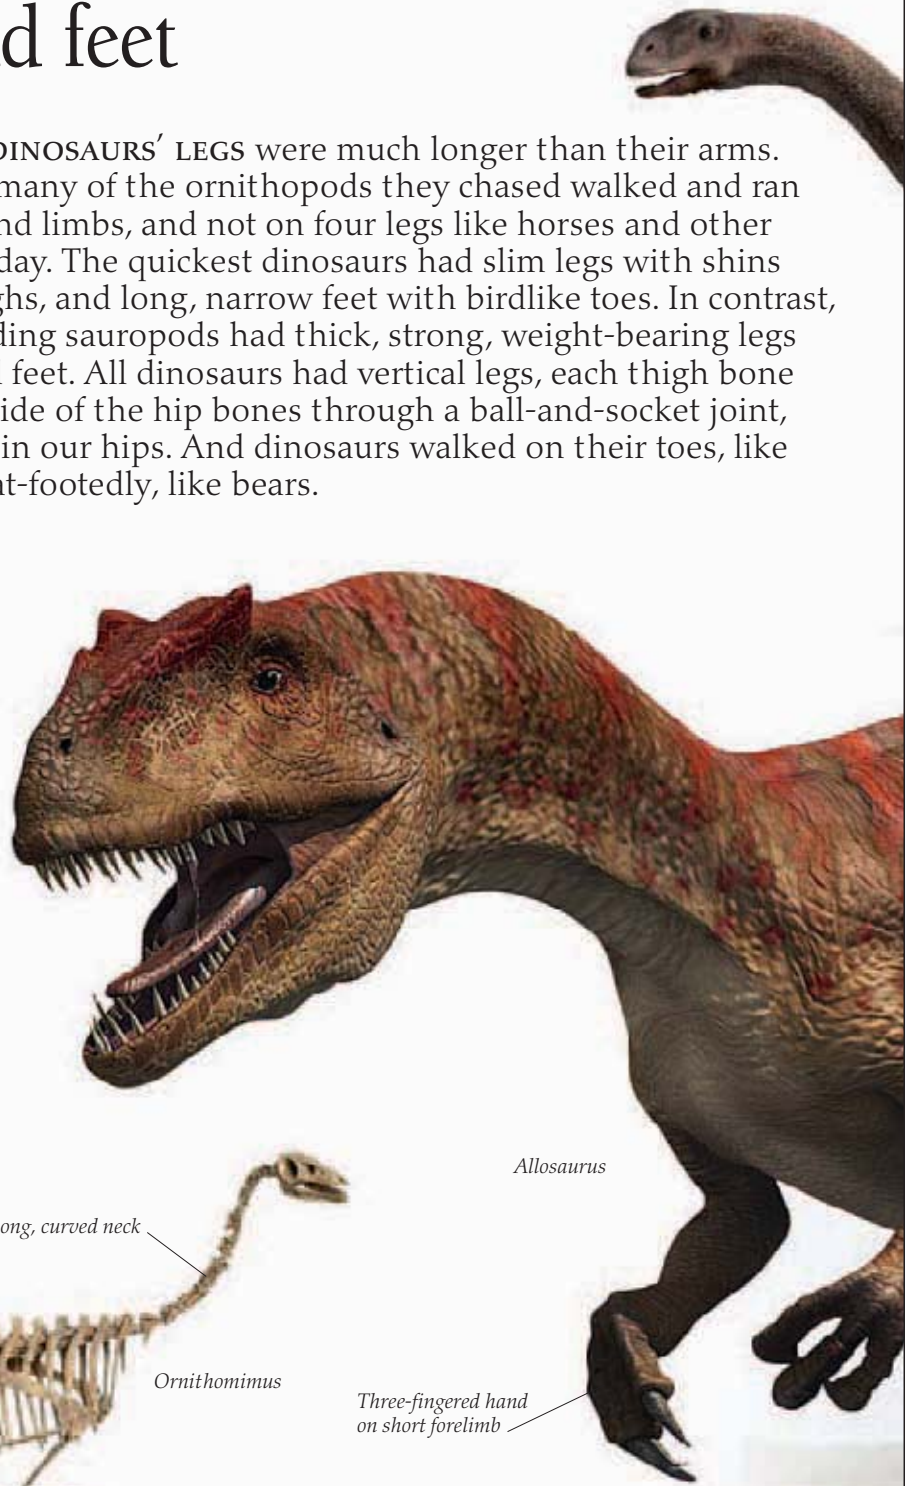 d feet
DINOSAURS’ LEGS were much longer than their arms.
many of the ornithopods they chased walked and ran
nd limbs, and not on four legs like horses and other
day. The quickest dinosaurs had slim legs with shins
ghs, and long, narrow feet with birdlike toes. In contrast,
ding sauropods had thick, strong, weight-bearing legs
feet. All dinosaurs had vertical legs, each thigh bone
ide of the hip bones through a ball-and-socket joint,
in our hips. And dinosaurs walked on their toes, like
t-footedly, like bears.
Allosaurus
ong, curved neck
Ornithomimus
Three-fingered hand
on short forelimb